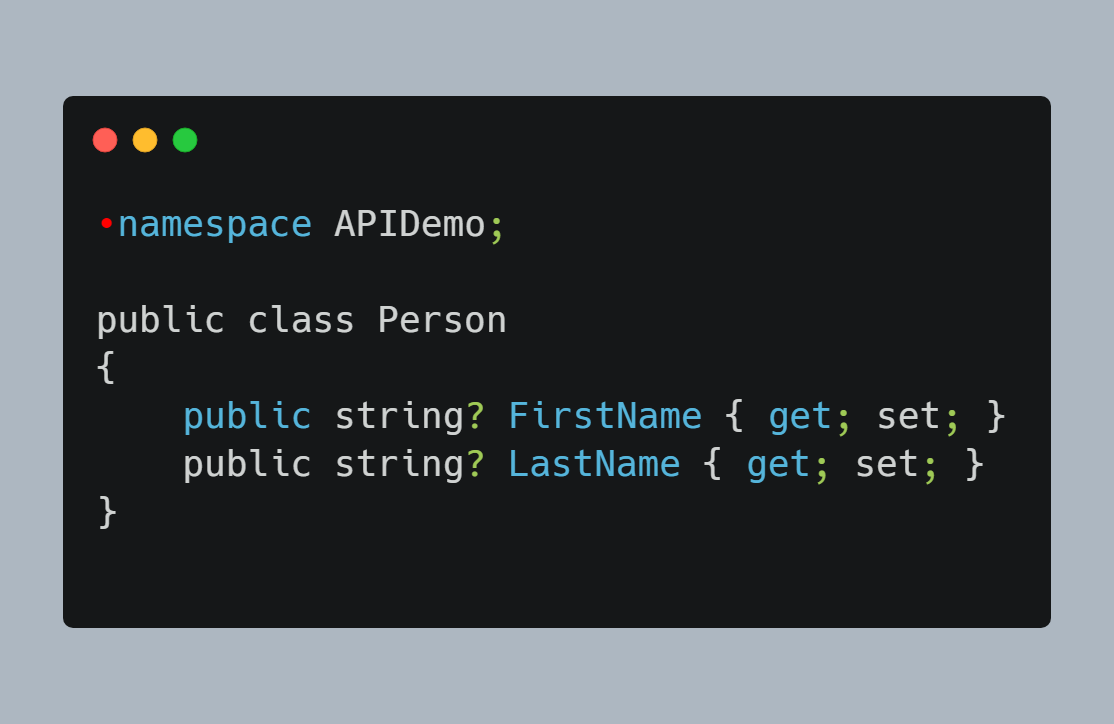 •namespace APIDemo;

public class Person
{
    public string? FirstName { get; set; }
    public string? LastName { get; set; }
}